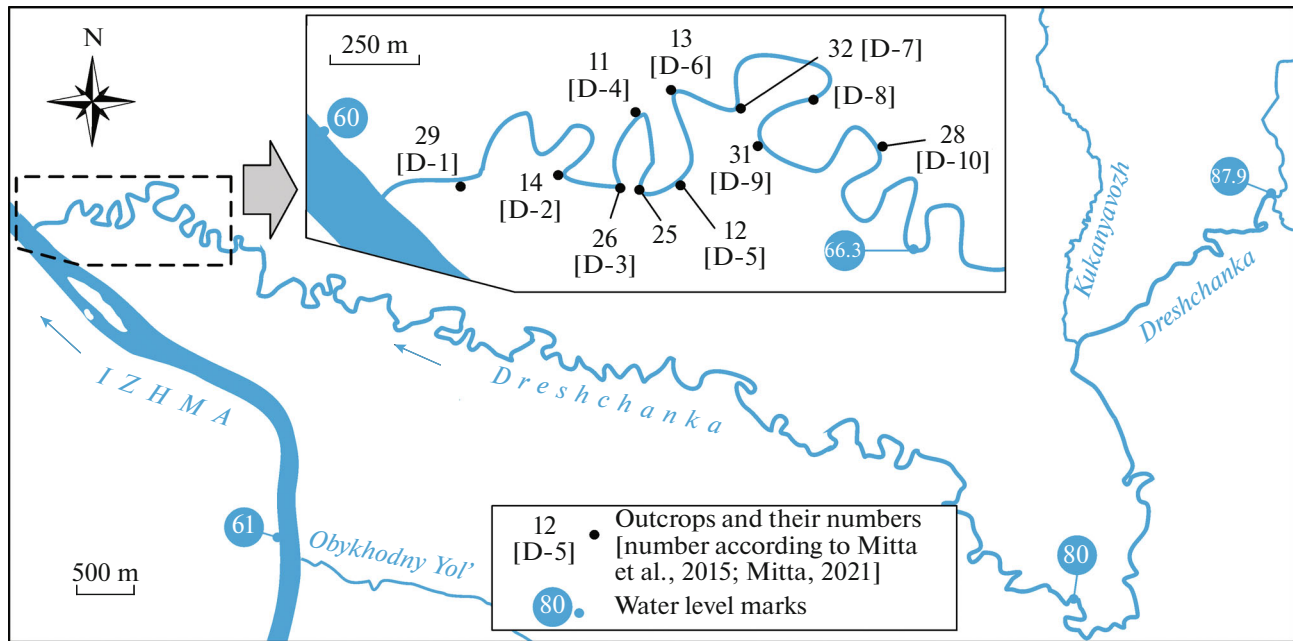 N
250 m
60
29
[D-1]
14
[D-2]
11
[D-4]
26
[D-3]
25
13
[D-6]
12
[D-5]
32 [D-7]
[D-8]
31
[D-9]
28
[D-10]
66.3
87.9
Kukanyavozh
Dreshchanka
IZHMA
Dreshchanka
61
Obykhodny Yol'
80
500 m
12
[D-5]
Outcrops and their numbers
[number according to Mitta
et al., 2015; Mitta, 2021]
80
Water level marks